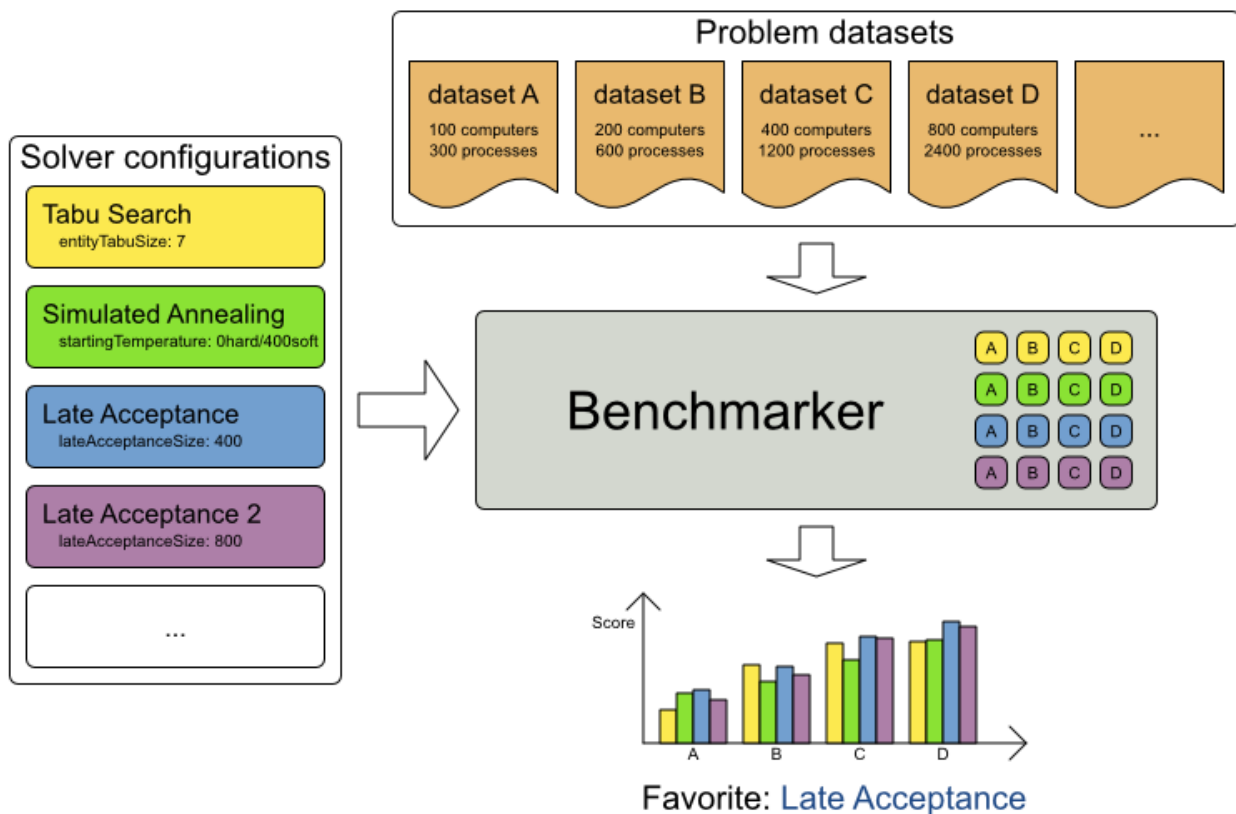 Problem datasets
dataset A
100 computers
300 processes
dataset B
200 computers
600 processes
dataset C
400 computers
1200 processes
dataset D
800 computers
2400 processes
...
Solver configurations
Tabu Search
entityTabuSize: 7
Simulated Annealing
startingTemperature: 0hard/400soft
Late Acceptance
lateAcceptanceSize: 400
Late Acceptance 2
lateAcceptanceSize: 800
...
Benchmarker
A B C D
A B C D
A B C D
A B C D
Score
A B C D
Favorite: Late Acceptance